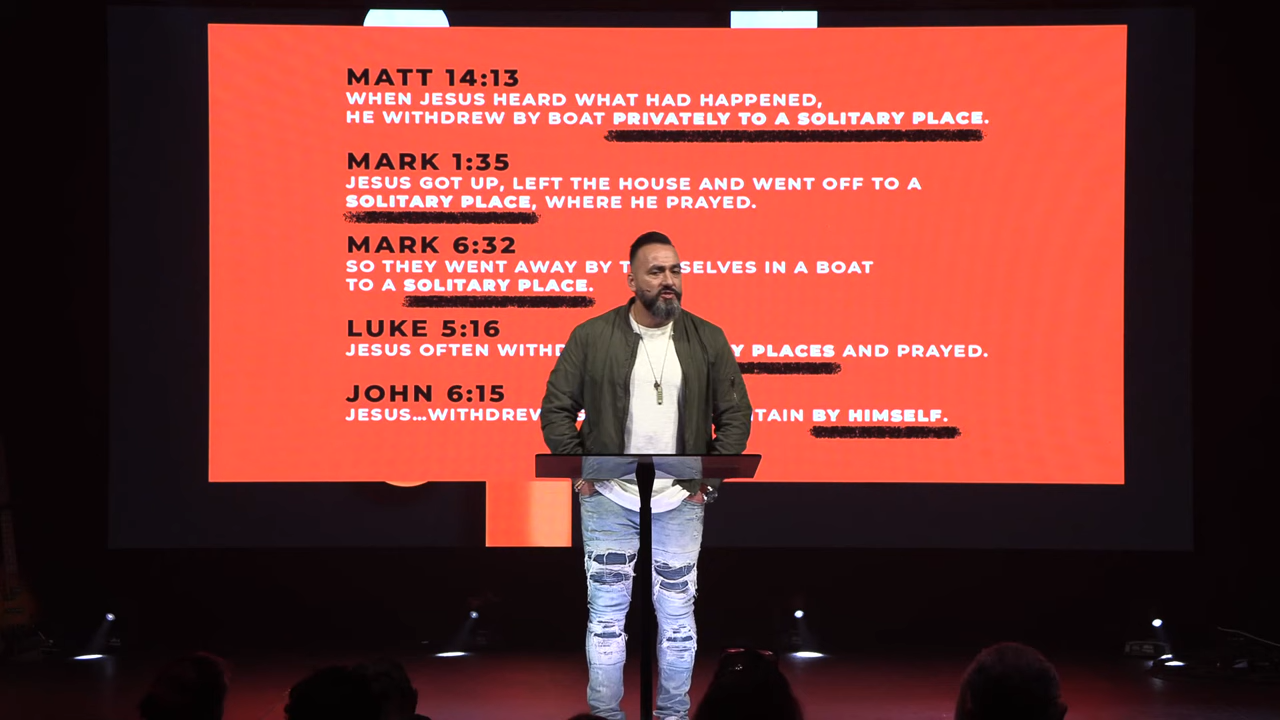 MATT 14:13
WHEN JESUS HEARD WHAT HAD HAPPENED,
HE WITHDREW BY BOAT PRIVATELY TO A SOLITARY PLACE.
MARK 1:35
JESUS GOT UP, LEFT THE HOUSE AND WENT OFF TO A
SOLITARY PLACE, WHERE HE PRAYED.
MARK 6:32
SO THEY WENT AWAY BY T SELVES IN A BOAT
TO A SOLITARY PLACE.
LUKE 5:16
JESUS OFTEN WITHD Y PLACES AND PRAYED.
JOHN 6:15
JESUS...WITHDREW TAIN BY HIMSELF.